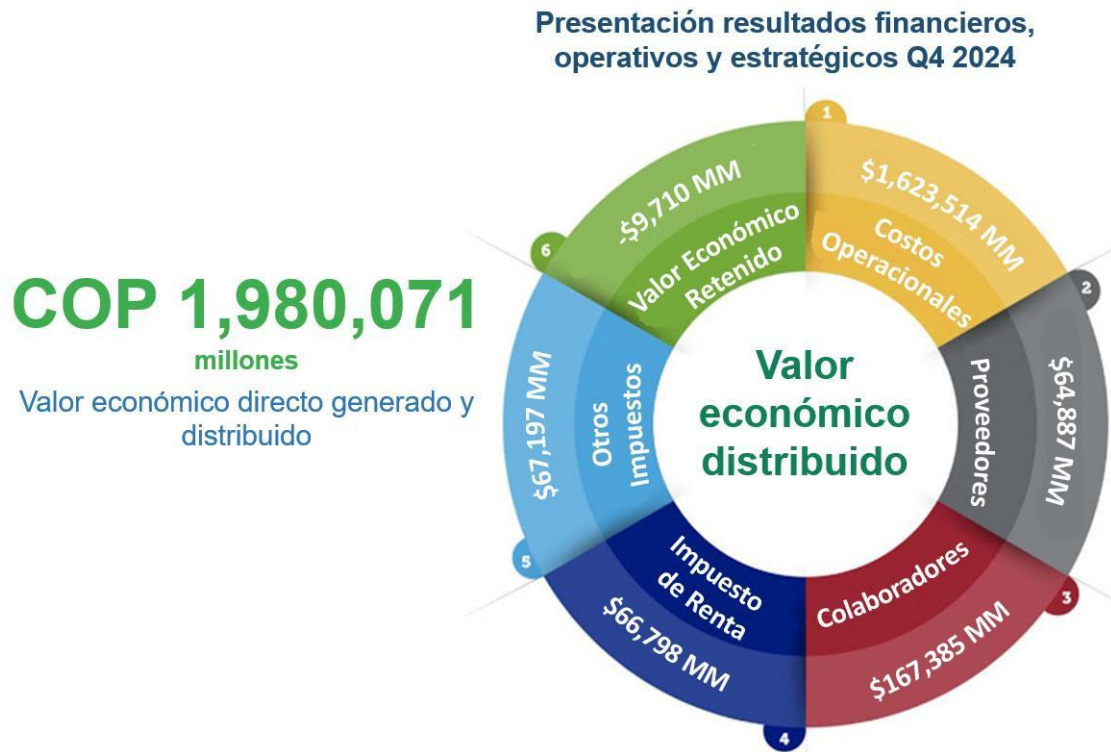 Presentación resultados financieros,
operativos y estratégicos Q4 2024
COP 1,980,071
millones
Valor económico directo generado y
distribuido
Valor
económico
distribuido
1
$1,623,514 MM
Costos
Operacionales
2
$64,887 MM
Proveedores
3
$167,385 MM
Colaboradores
4
$66,798 MM
Impuesto
de Renta
5
$67,197 MM
Otros
Impuestos
6
-$9,710 MM
Valor Económico
Retenido